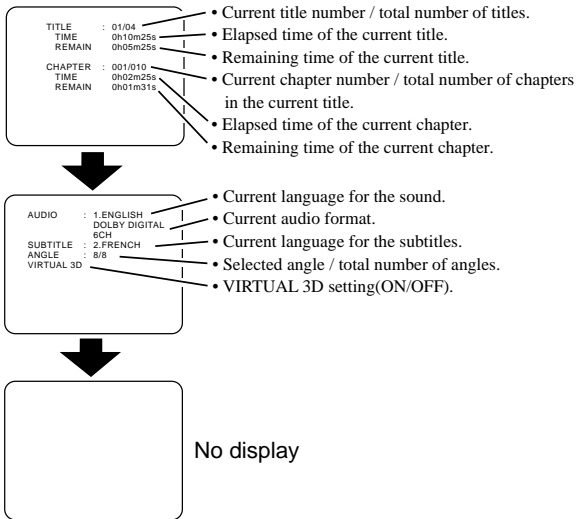 TITLE : 01/04
TIME 0h10m25s
REMAIN 0h05m25s
CHAPTER : 001/010
TIME 0h02m25s
REMAIN 0h01m31s
• Current title number / total number of titles.
• Elapsed time of the current title.
• Remaining time of the current title.
• Current chapter number / total number of chapters
in the current title.
• Elapsed time of the current chapter.
• Remaining time of the current chapter.
AUDIO : 1.ENGLISH
DOLBY DIGITAL
6CH
SUBTITLE : 2.FRENCH
ANGLE : 8/8
VIRTUAL 3D
• Current language for the sound.
• Current audio format.
• Current language for the subtitles.
• Selected angle / total number of angles.
• VIRTUAL 3D setting(ON/OFF).
No display